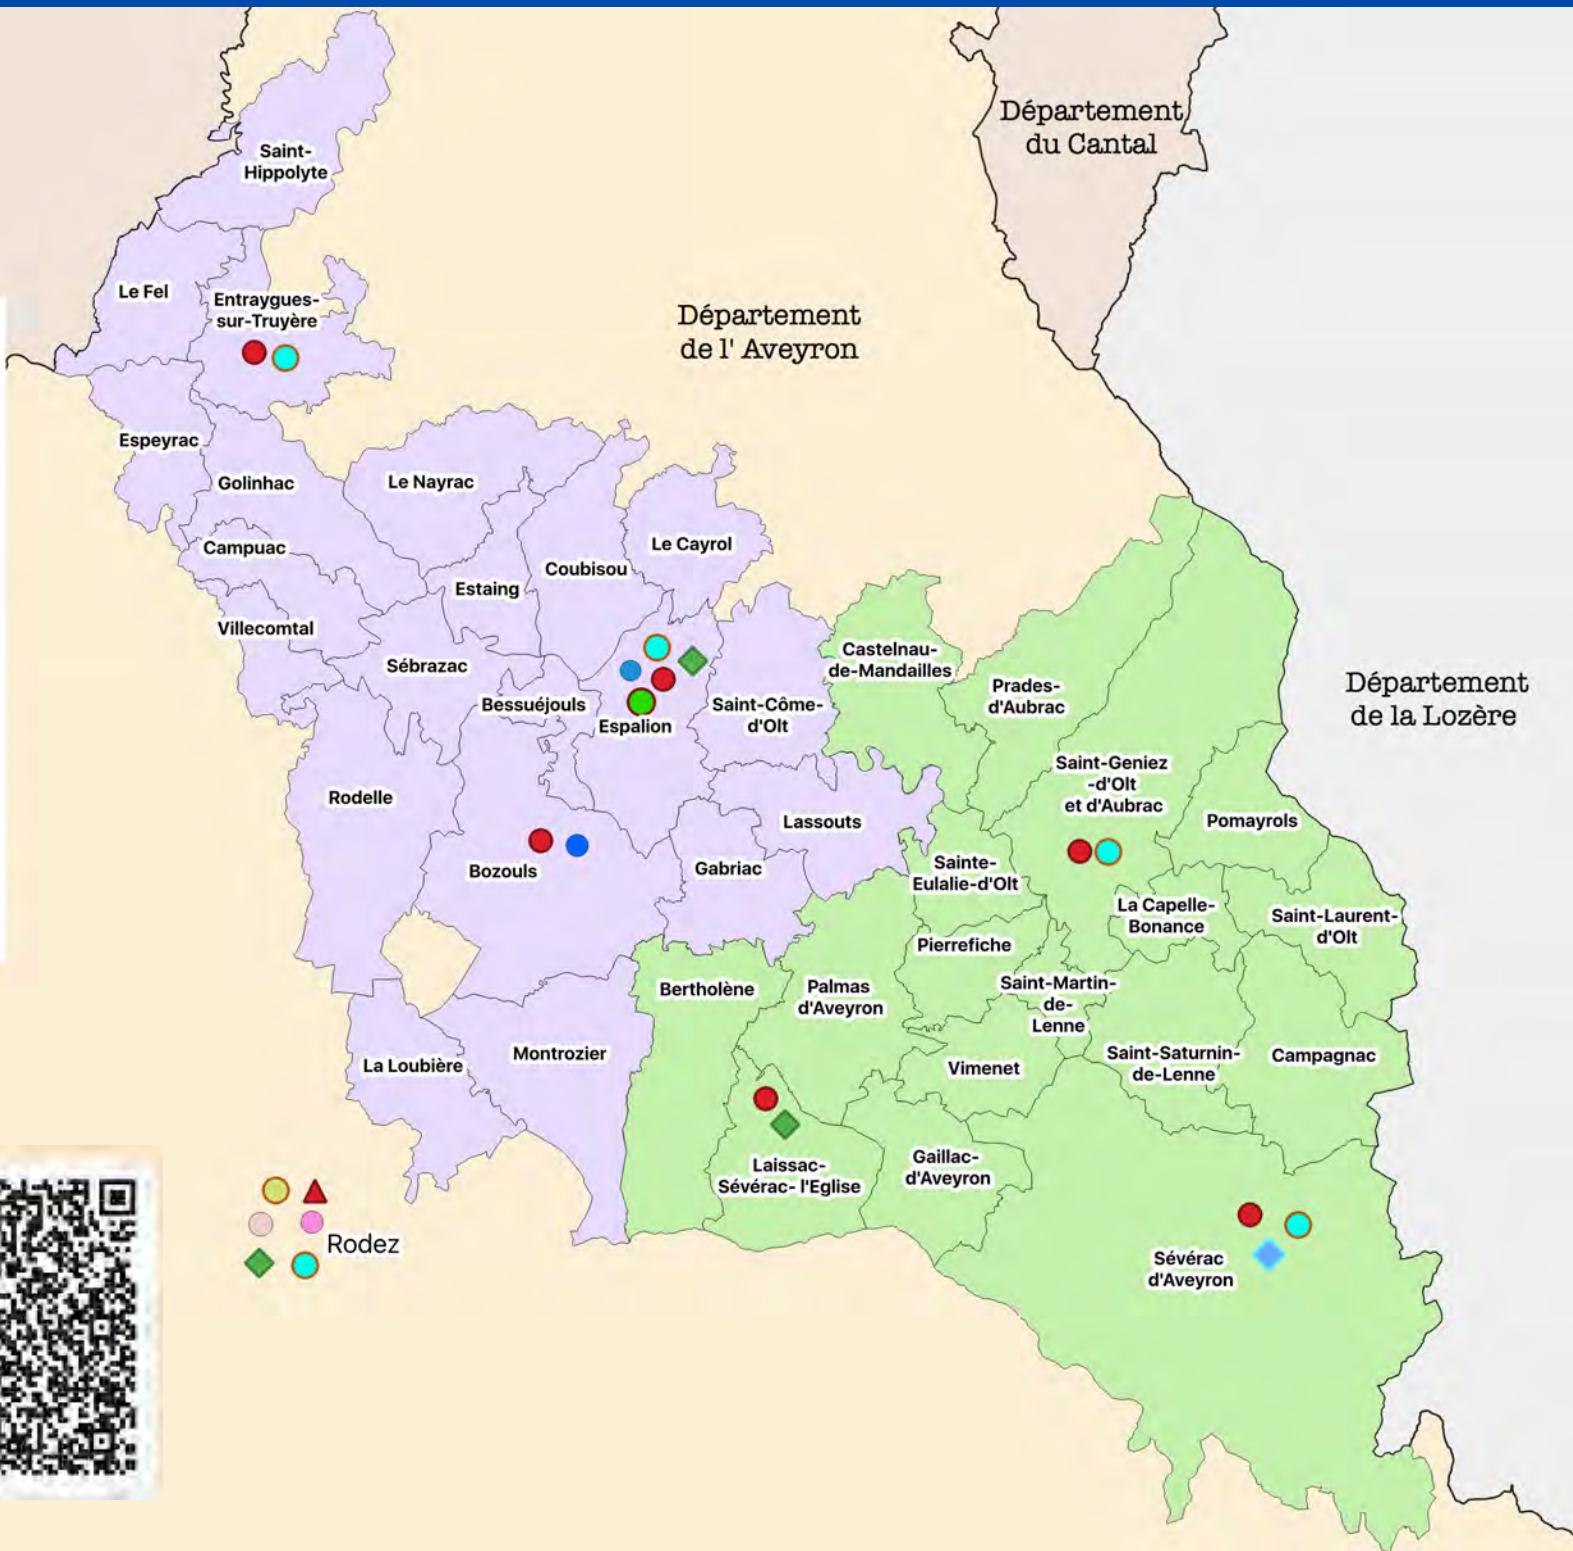 Département
du Cantal
Saint-
Hippolyte
Le Fel
Entraygues-
sur-Truyère
Département
de l' Aveyron
Espeyrac
Golinhac
Le Nayrac
Campuac
Le Cayrol
Coubisou
Estaing
Villecomtal
Sébrazac
Castelnau-
de-Mandailles
Bessuéjouls
Espalion
Saint-Côme-
d'Olt
Prades-
d'Aubrac
Département
de la Lozère
Saint-Geniez
-d'Olt
et d'Aubrac
Rodelle
Lassouts
Pomayrols
Bozouls
Gabriac
Sainte-
Eulalie-d'Olt
La Capelle-
Bonance
Saint-Laurent-
d'Olt
Pierrefiche
Bertholène
Palmas
d'Aveyron
Saint-Martin-
de-
Lenne
La Loubière
Montrozier
Vimenet
Saint-Saturnin-
de-Lenne
Campagnac
Laissac-
Sévérac- l'Eglise
Gaillac-
d'Aveyron
Rodez
Sévérac
d'Aveyron